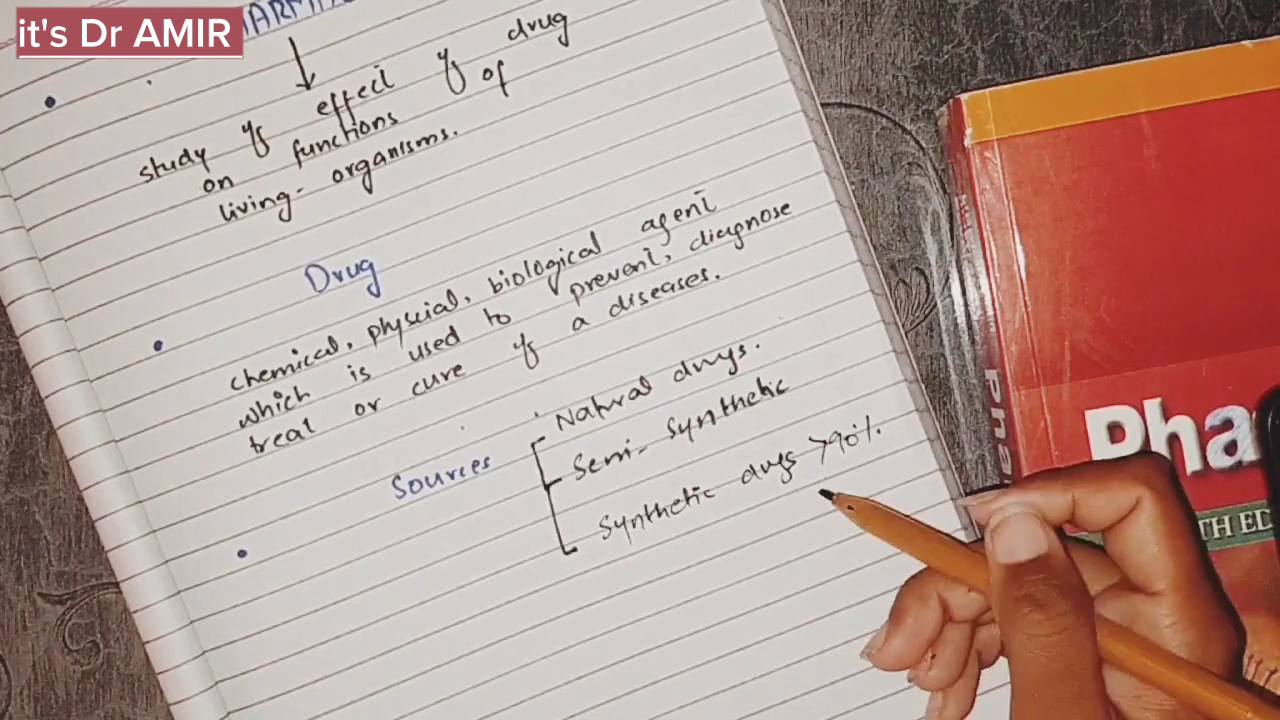 it's Dr AMIR
study of effect of drug
on functions of
living- organisms.
Drug
chemical, physcial, biological agent
which is used to prevent, diagnose
treat or cure of a diseases.
Sources
Natural drugs.
Semi- synthetic
Synthetic drugs >90%.
Pha
TH ED